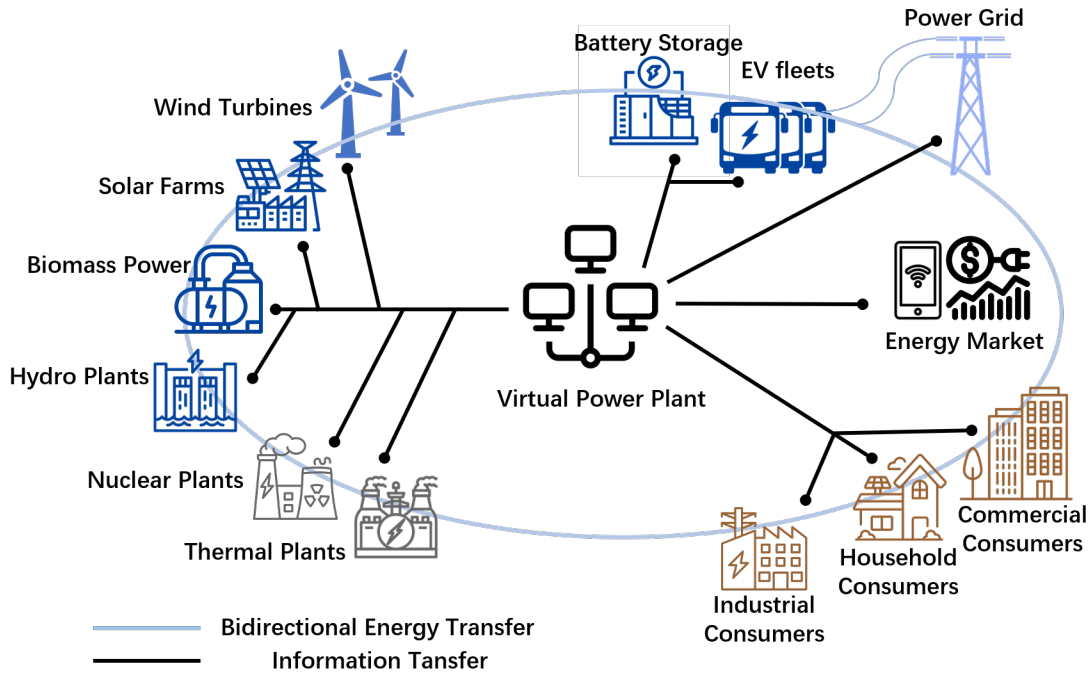 Power Grid
Battery Storage
EV fleets
Wind Turbines
Solar Farms
Biomass Power
Energy Market
Hydro Plants
Virtual Power Plant
Nuclear Plants
Thermal Plants
Commercial
Consumers
Household
Consumers
Industrial
Consumers
Bidirectional Energy Transfer
Information Tansfer